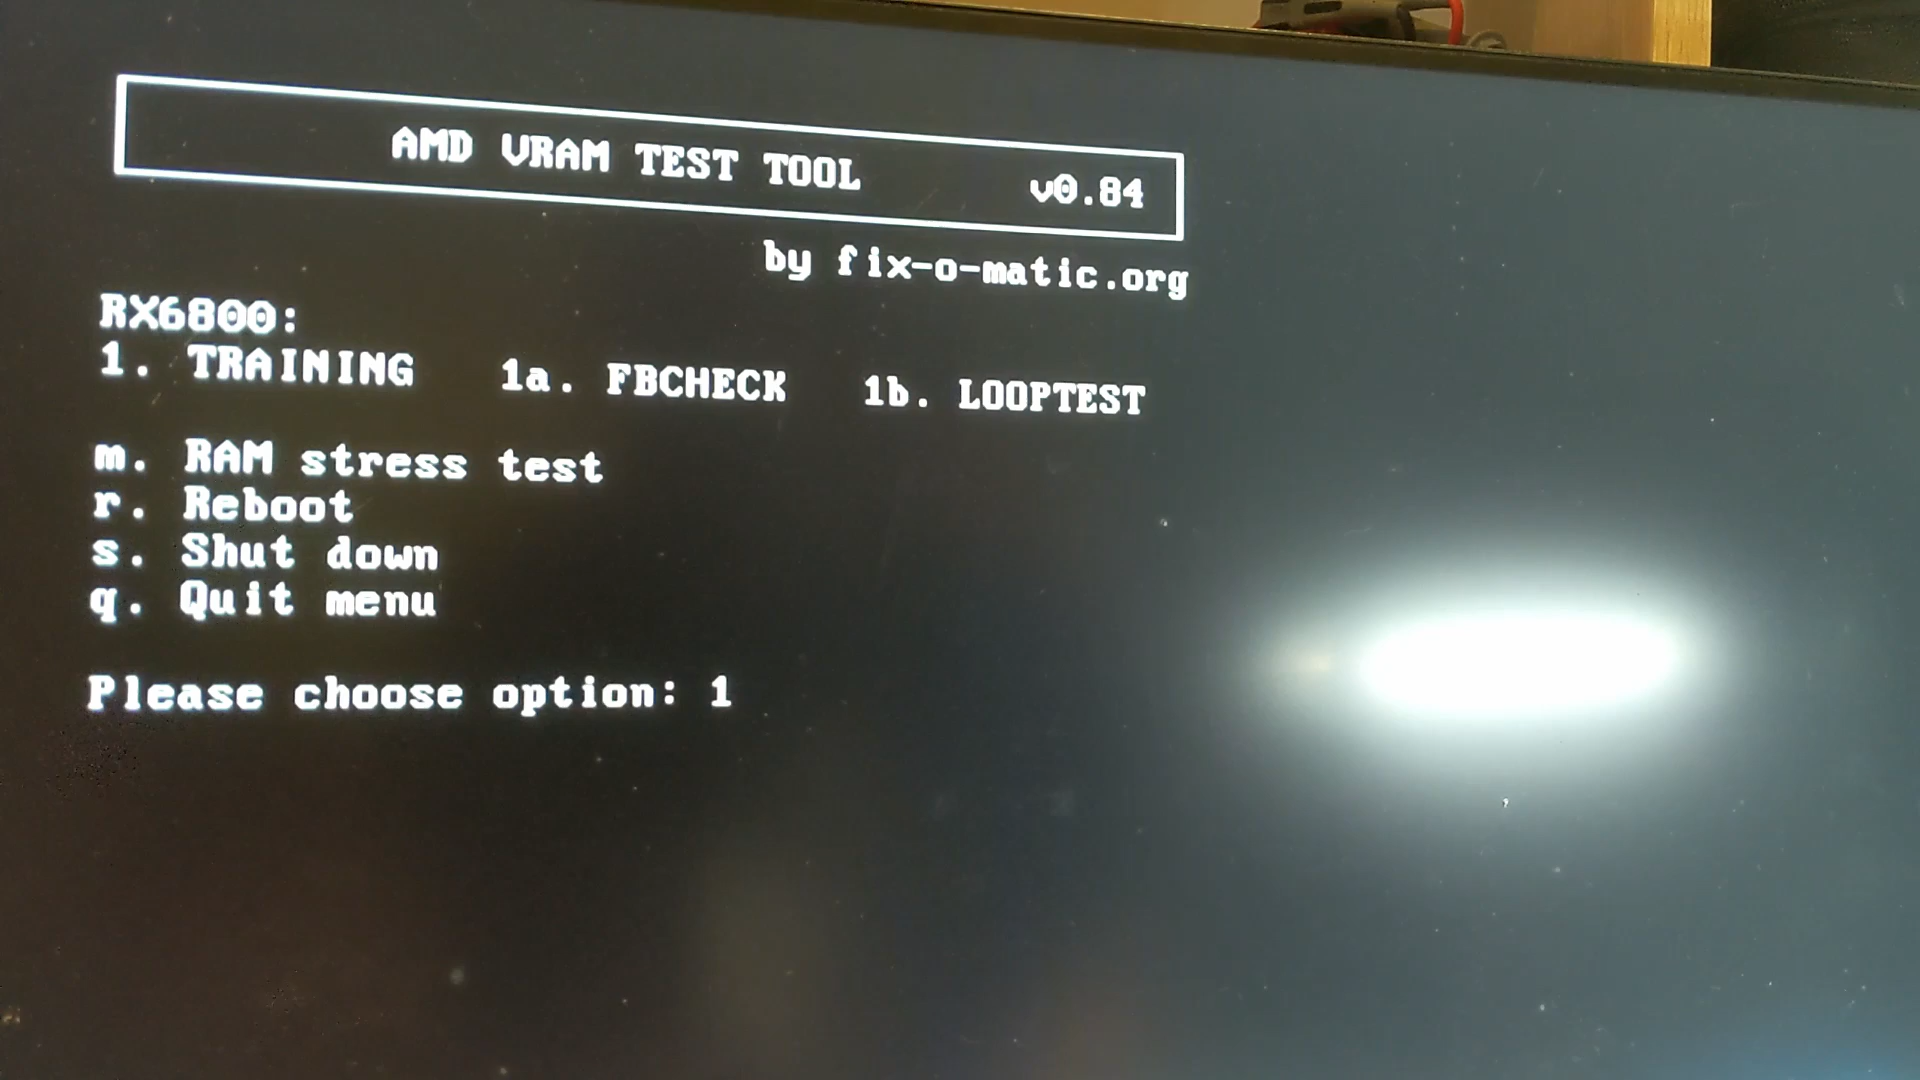 AMD VRAM TEST TOOL v0.84
by fix-o-matic.org
RX6800:
1. TRAINING 1a. FBCHECK 1b. LOOPTEST
m. RAM stress test
r. Reboot
s. Shut down
q. Quit menu
Please choose option: 1